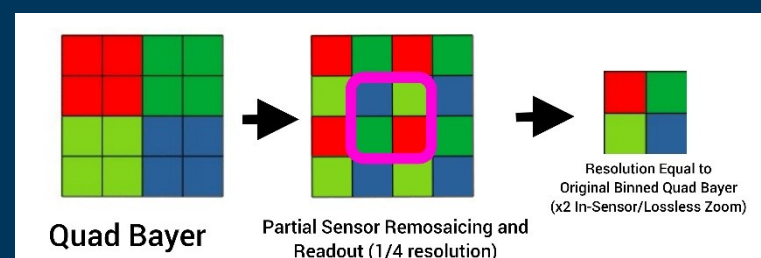 Quad Bayer
Partial Sensor Remosaicing and
Readout (1/4 resolution)
Resolution Equal to
Original Binned Quad Bayer
(x2 In-Sensor/Lossless Zoom)